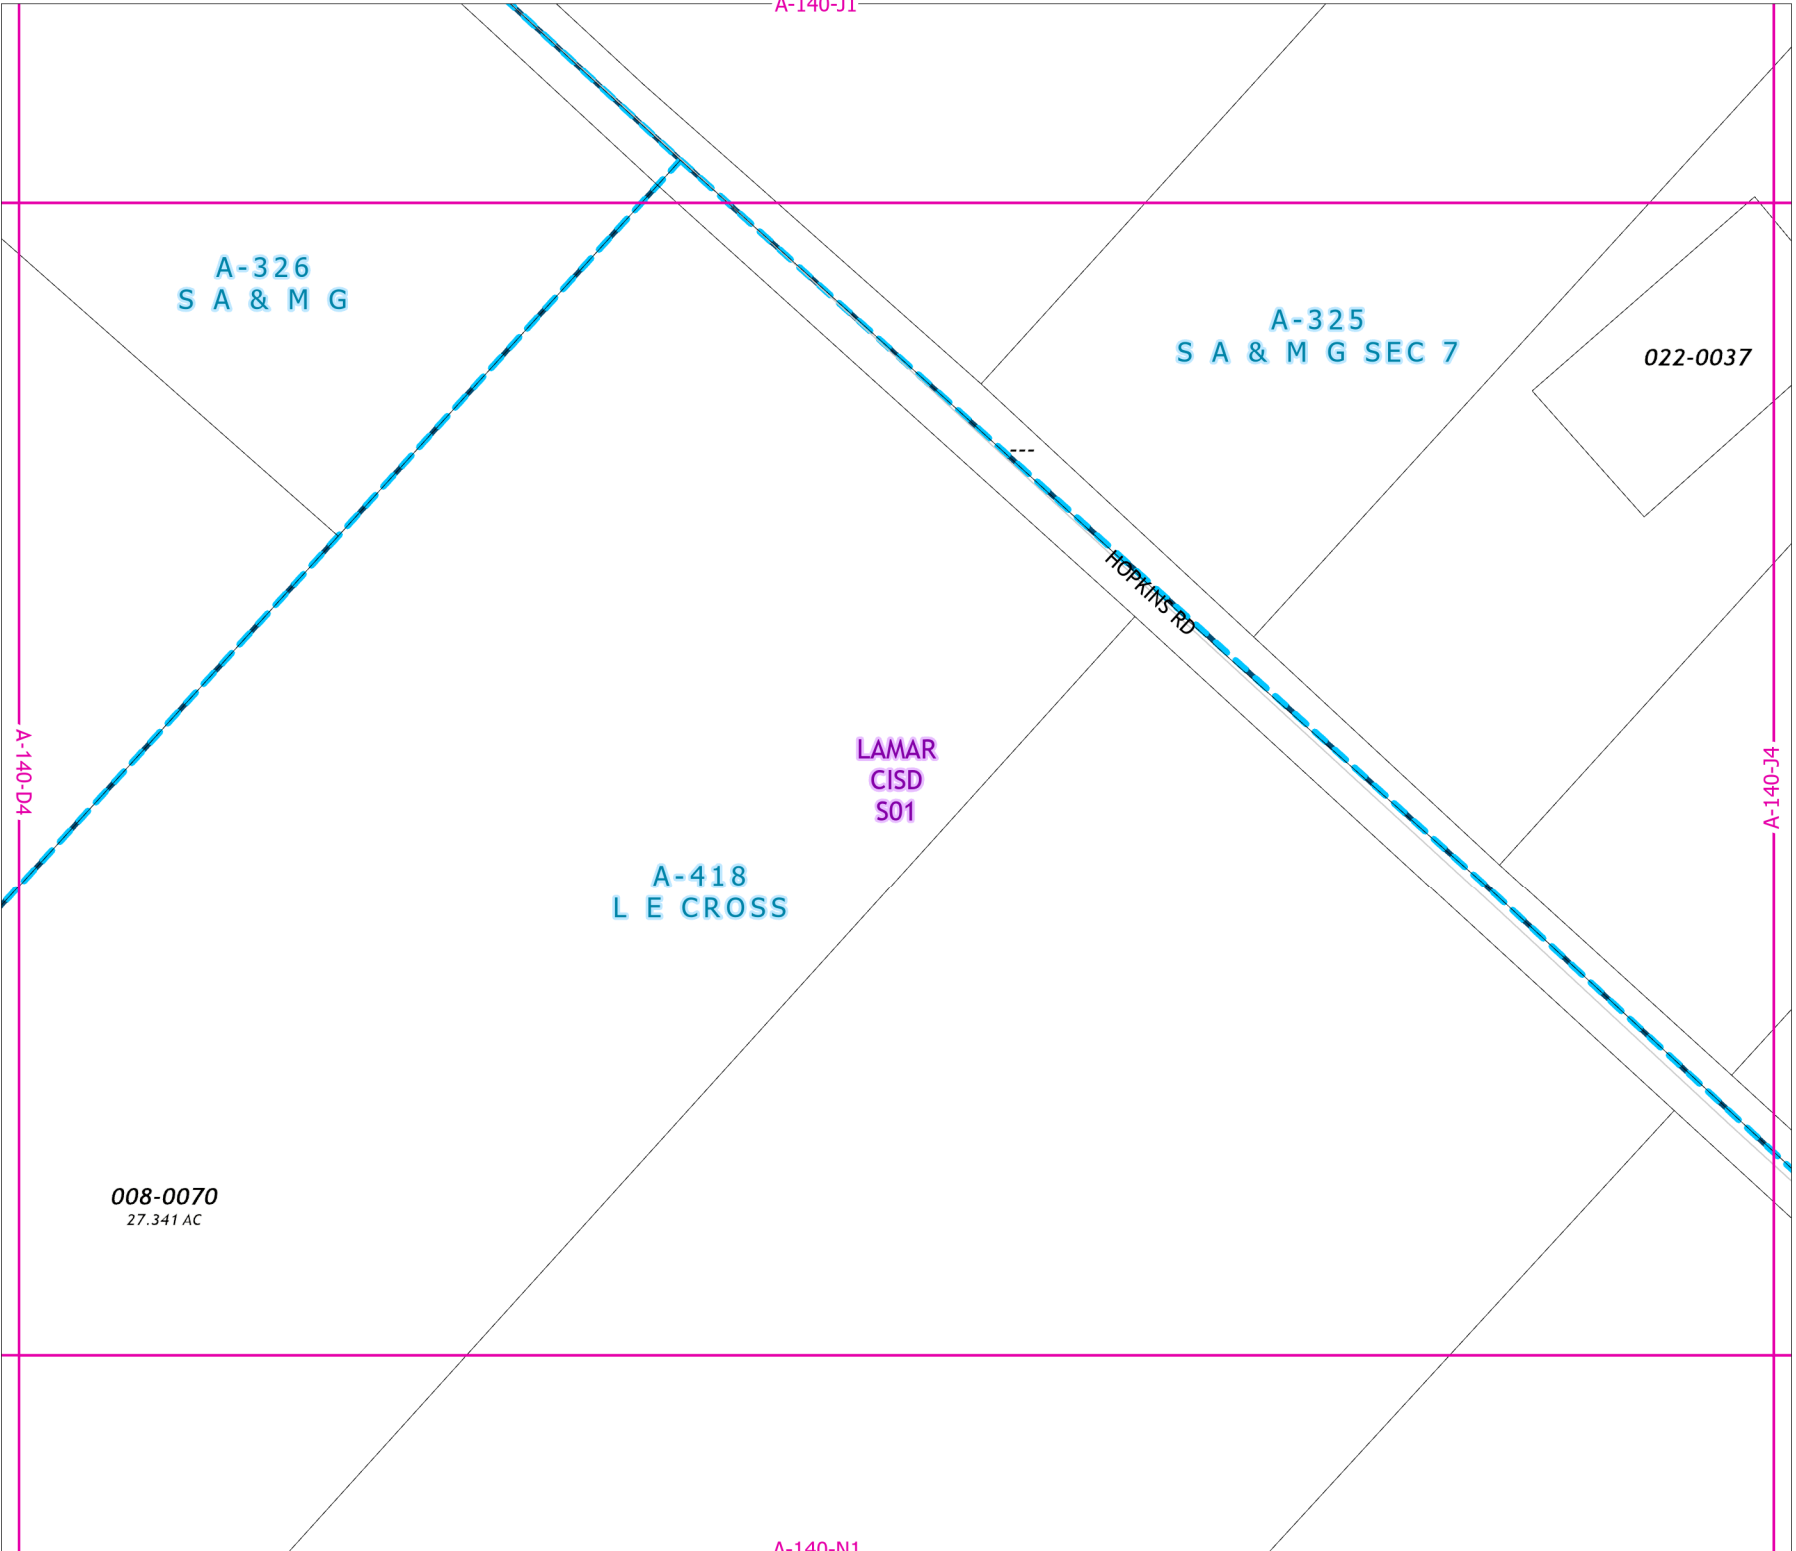 A-140-J1
A-326
S A & M G
A-325
S A & M G SEC 7
022-0037
---
HOPKINS RD
LAMAR
CISD
S01
A-140-D4
A-140-J4
A-418
L E CROSS
008-0070
27.341 AC
A-140-N1